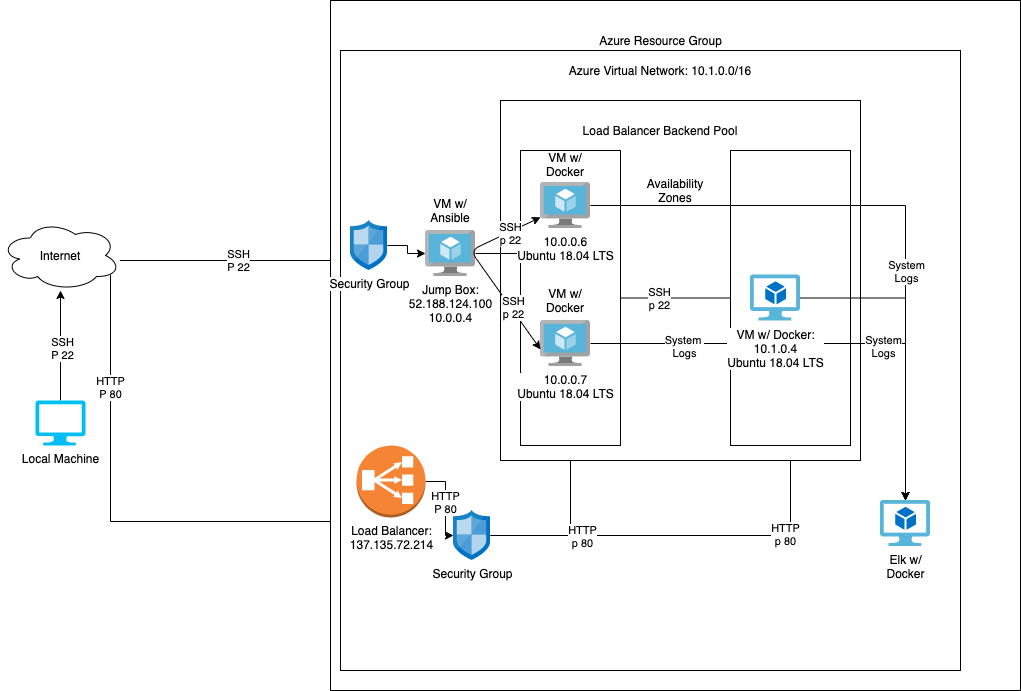 Azure Resource Group
Azure Virtual Network: 10.1.0.0/16
Load Balancer Backend Pool
VM w/
Docker
Availability
Zones
VM w/
Ansible
SSH
p 22
10.0.0.6
Ubuntu 18.04 LTS
Internet
SSH
P 22
Security Group
Jump Box:
52.188.124.100
10.0.0.4
SSH
p 22
VM w/
Docker
SSH
p 22
System
Logs
VM w/ Docker:
10.1.0.4
Ubuntu 18.04 LTS
System
Logs
System
Logs
10.0.0.7
Ubuntu 18.04 LTS
SSH
P 22
HTTP
P 80
Local Machine
HTTP
P 80
Load Balancer:
137.135.72.214
Security Group
HTTP
p 80
HTTP
p 80
Elk w/
Docker